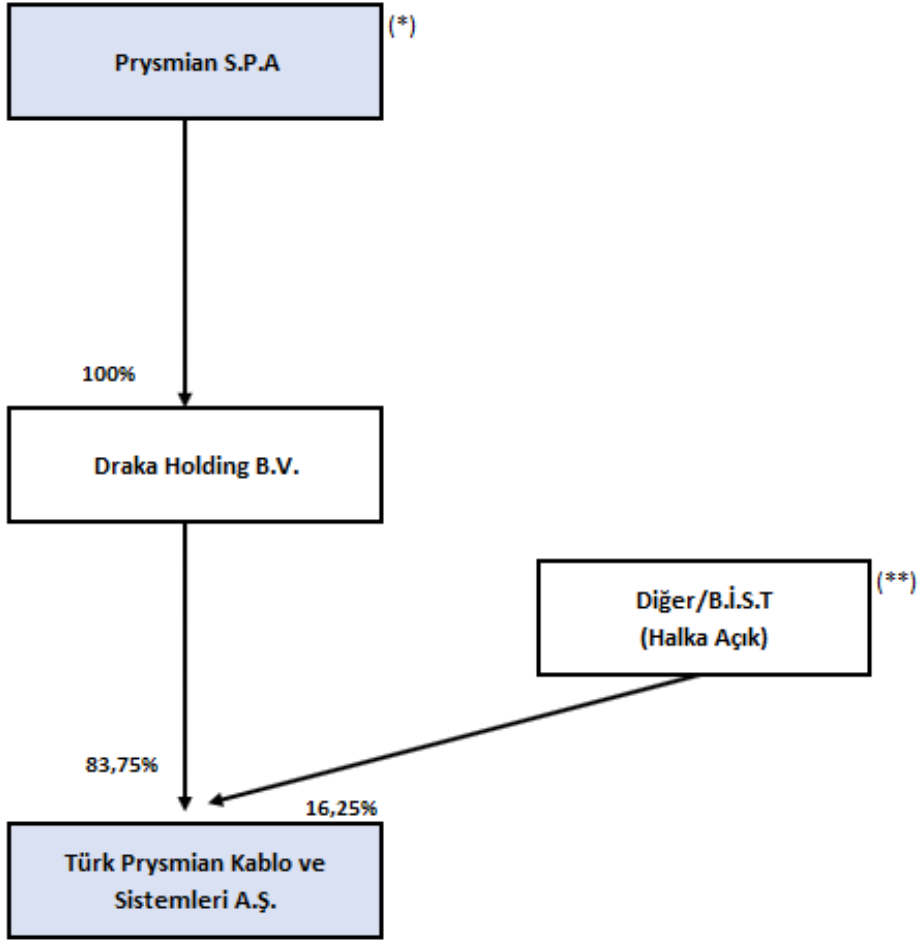 Prysmian S.P.A
(*)
100%
Draka Holding B.V.
Diğer/B.İ.S.T
(Halka Açık)
(**)
83,75%
16,25%
Türk Prysmian Kablo ve
Sistemleri A.Ş.